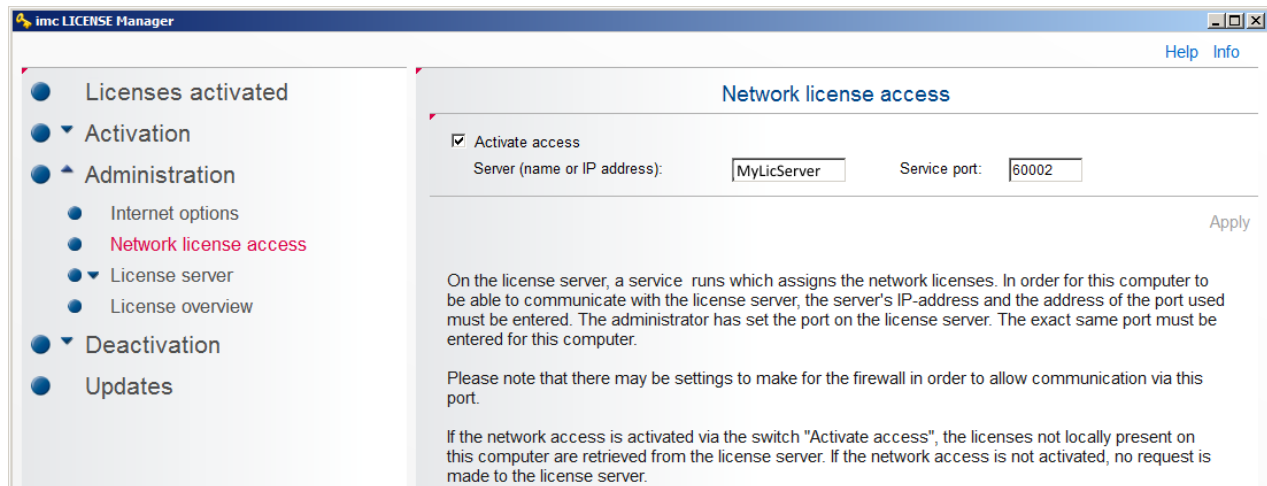 imc LICENSE Manager
Help Info
Licenses activated
Activation
Administration
Internet options
Network license access
License server
License overview
Deactivation
Updates
Network license access
Activate access
Server (name or IP address): MyLicServer Service port: 60002
Apply
On the license server, a service runs which assigns the network licenses. In order for this computer to
be able to communicate with the license server, the server's IP-address and the address of the port used
must be entered. The administrator has set the port on the license server. The exact same port must be
entered for this computer.
Please note that there may be settings to make for the firewall in order to allow communication via this
port.
If the network access is activated via the switch "Activate access", the licenses not locally present on
this computer are retrieved from the license server. If the network access is not activated, no request is
made to the license server.